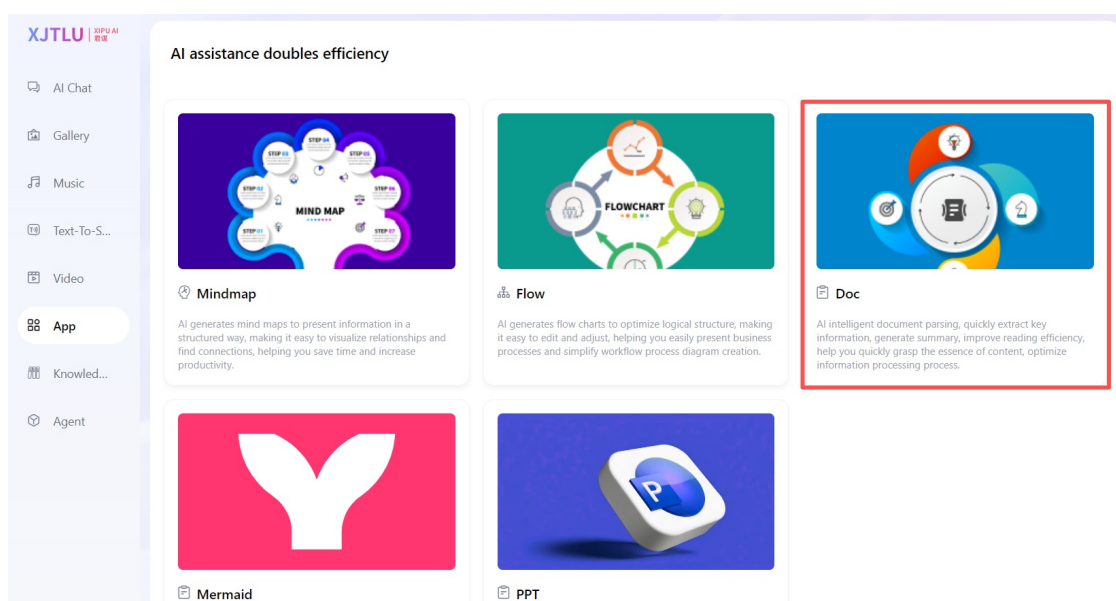 XJTLU
XIPU AI
君谋
AI Chat
Gallery
Music
Text-To-S...
Video
App
Knowled...
Agent
AI assistance doubles efficiency
STEP 01
STEP 02
STEP 03
STEP 04
STEP 05
STEP 06
STEP 07
MIND MAP
Mindmap
AI generates mind maps to present information in a
structured way, making it easy to visualize relationships and
find connections, helping you save time and increase
productivity.
FLOWCHART
Flow
AI generates flow charts to optimize logical structure, making
it easy to edit and adjust, helping you easily present business
processes and simplify workflow process diagram creation.
Doc
AI intelligent document parsing, quickly extract key
information, generate summary, improve reading efficiency,
help you quickly grasp the essence of content, optimize
information processing process.
Mermaid
P
PPT